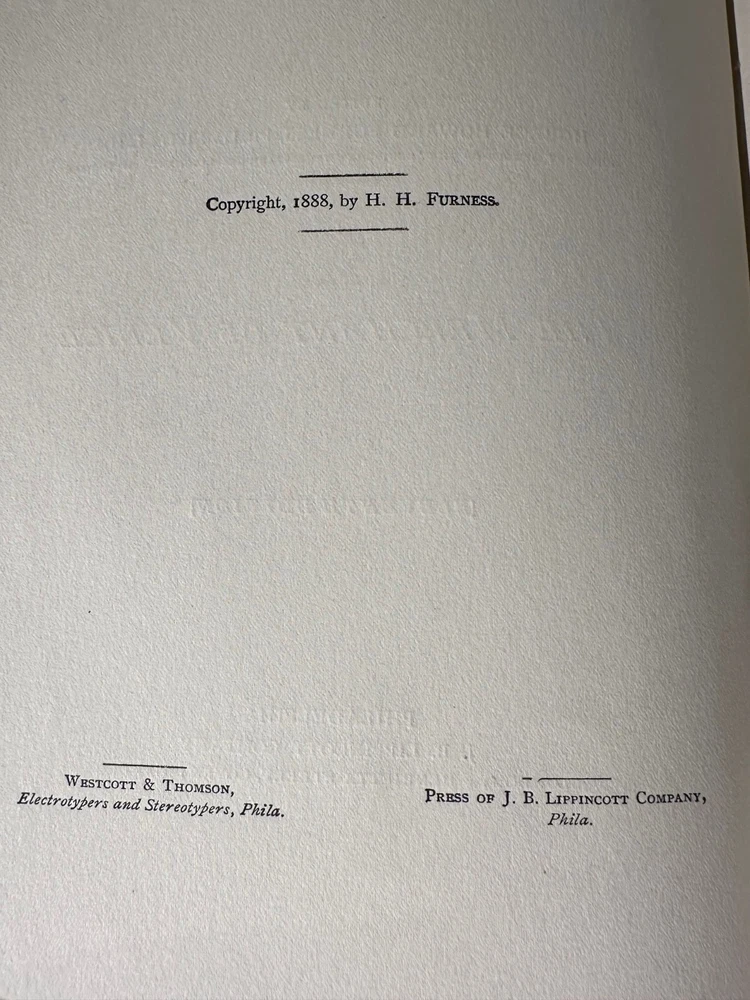 Copyright, 1888, by H. H. FURNESS.
WESTCOTT & THOMSON,
Electrotypers and Stereotypers, Phila.
PRESS OF J. B. LIPPINCOTT COMPANY,
Phila.